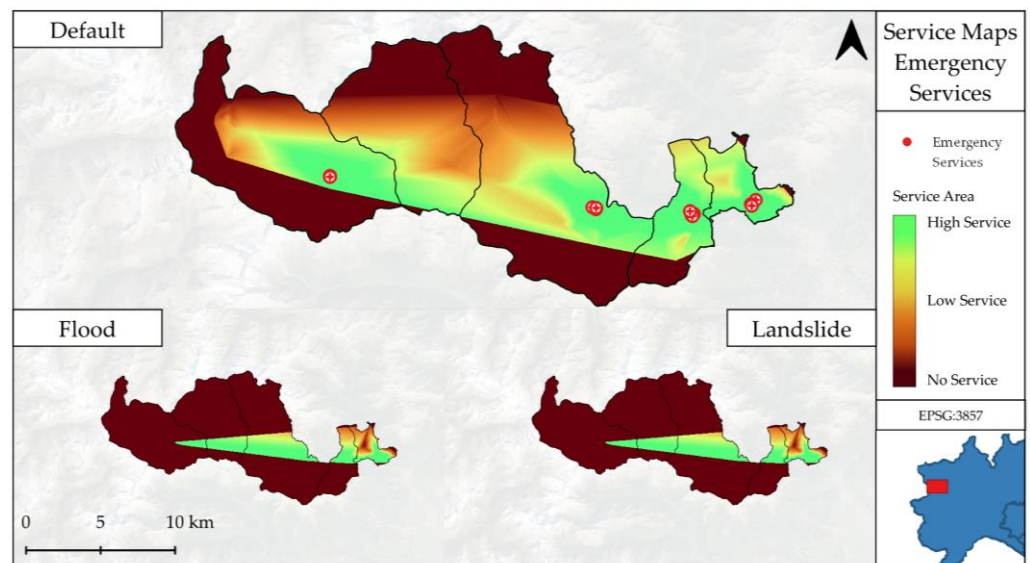 Default
Service Maps
Emergency
Services
Emergency
Services
Service Area
High Service
Low Service
No Service
Flood
Landslide
0 5 10 km
EPSG:3857